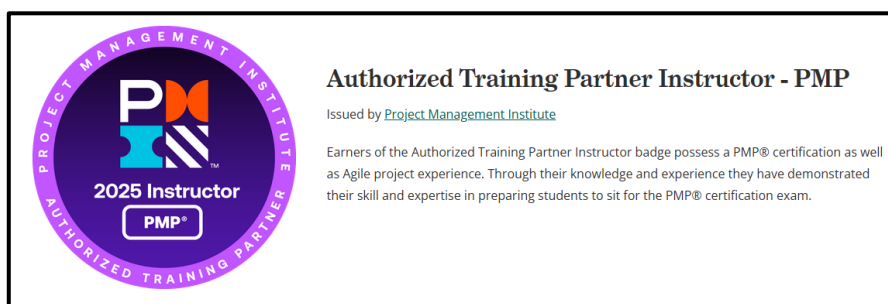 PROJECT MANAGEMENT INSTITUTE
PM
™
2025 Instructor
PMP®
AUTHORIZED TRAINING PARTNER
Authorized Training Partner Instructor - PMP
Issued by Project Management Institute
Earners of the Authorized Training Partner Instructor badge possess a PMP® certification as well
as Agile project experience. Through their knowledge and experience they have demonstrated
their skill and expertise in preparing students to sit for the PMP® certification exam.